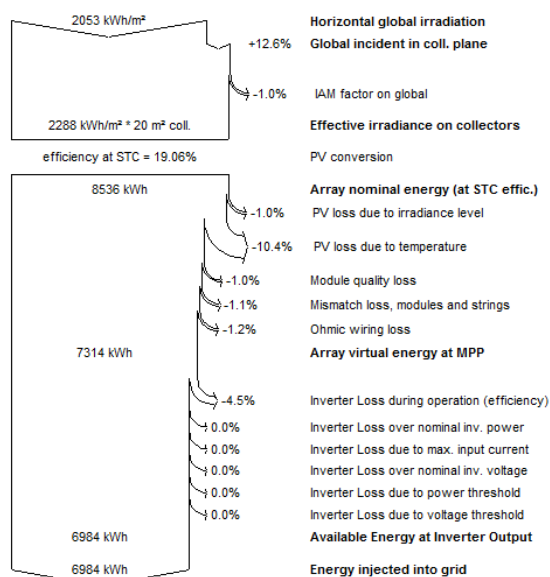 2053 kWh/m² Horizontal global irradiation
+12.6% Global incident in coll. plane
-1.0% IAM factor on global
2288 kWh/m² * 20 m² coll. Effective irradiance on collectors
efficiency at STC = 19.06% PV conversion
8536 kWh Array nominal energy (at STC effic.)
-1.0% PV loss due to irradiance level
-10.4% PV loss due to temperature
-1.0% Module quality loss
-1.1% Mismatch loss, modules and strings
-1.2% Ohmic wiring loss
7314 kWh Array virtual energy at MPP
-4.5% Inverter Loss during operation (efficiency)
0.0% Inverter Loss over nominal inv. power
0.0% Inverter Loss due to max. input current
0.0% Inverter Loss over nominal inv. voltage
0.0% Inverter Loss due to power threshold
0.0% Inverter Loss due to voltage threshold
6984 kWh Available Energy at Inverter Output
6984 kWh Energy injected into grid